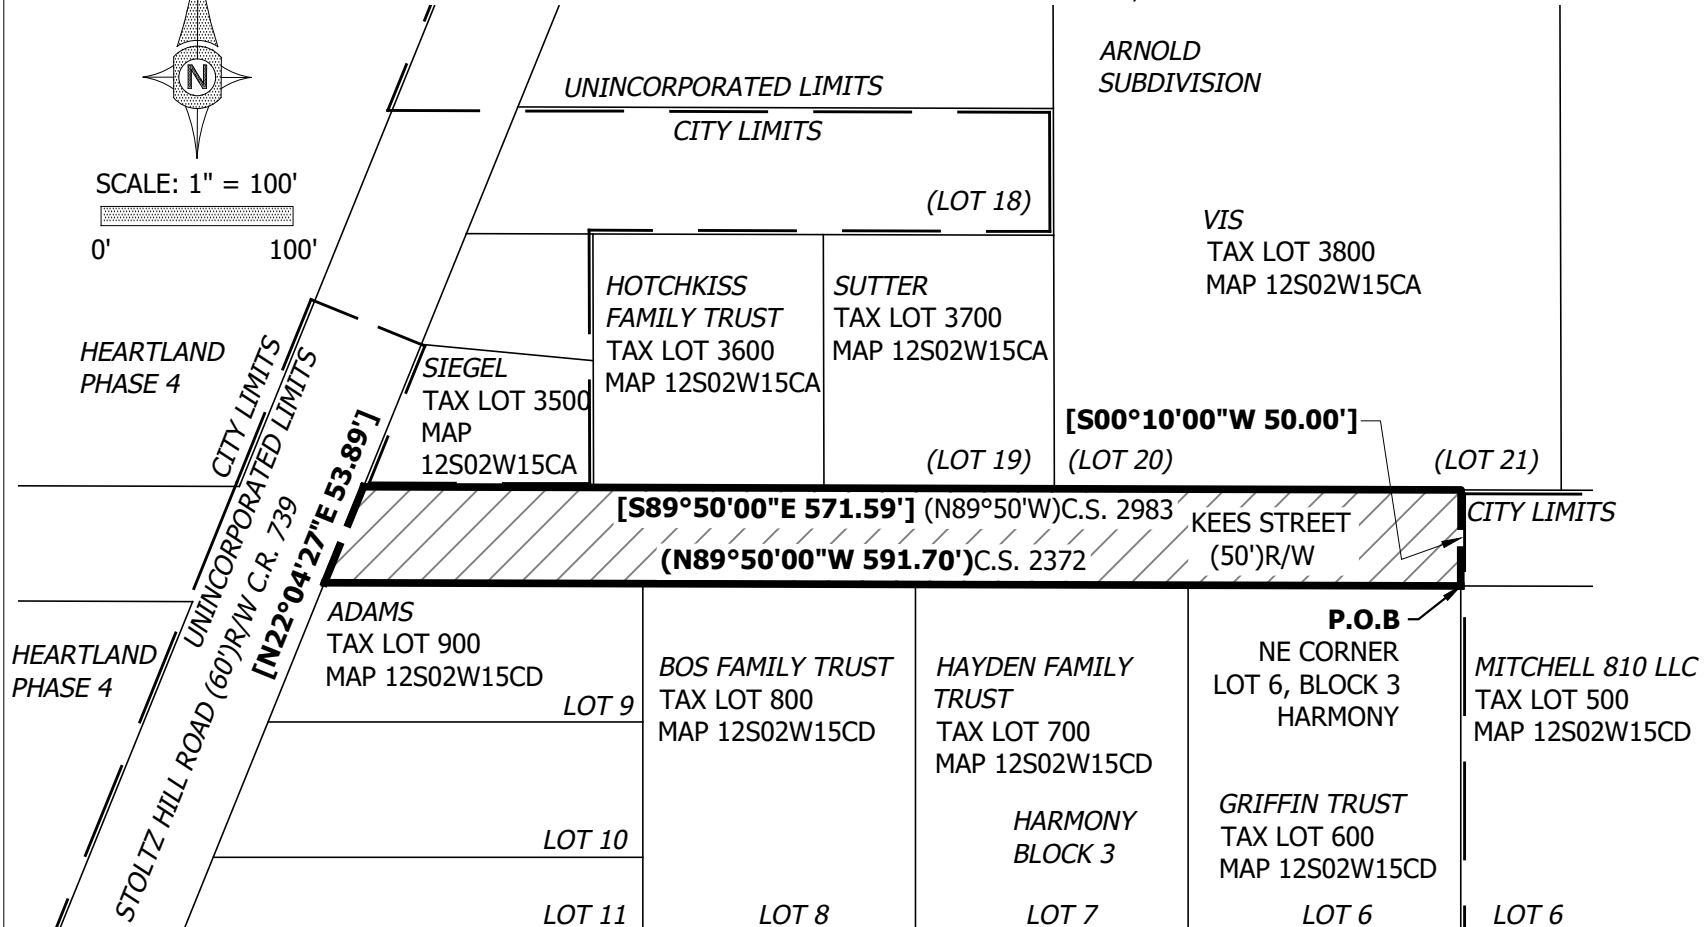 N
SCALE: 1" = 100'
0' 100'
UNINCORPORATED LIMITS
CITY LIMITS
(LOT 18)
ARNOLD
SUBDIVISION
VIS
TAX LOT 3800
MAP 12S02W15CA
HOTCHKISS
FAMILY TRUST
TAX LOT 3600
MAP 12S02W15CA
SUTTER
TAX LOT 3700
MAP 12S02W15CA
(LOT 19)
HEARTLAND
PHASE 4
CITY LIMITS
UNINCORPORATED LIMITS
SIEGEL
TAX LOT 3500
MAP
12S02W15CA
[S00°10'00"W 50.00']
(LOT 20)
(LOT 21)
[N22°04'27"E 53.89']
STOLTZ HILL ROAD (60')R/W C.R. 739
[S89°50'00"E 571.59'] (N89°50'W)C.S. 2983
(N89°50'00"W 591.70')C.S. 2372
KEES STREET
(50')R/W
CITY LIMITS
HEARTLAND
PHASE 4
ADAMS
TAX LOT 900
MAP 12S02W15CD
LOT 9
LOT 10
LOT 11
BOS FAMILY TRUST
TAX LOT 800
MAP 12S02W15CD
LOT 8
HAYDEN FAMILY
TRUST
TAX LOT 700
MAP 12S02W15CD
HARMONY
BLOCK 3
LOT 7
P.O.B
NE CORNER
LOT 6, BLOCK 3
HARMONY
GRIFFIN TRUST
TAX LOT 600
MAP 12S02W15CD
LOT 6
MITCHELL 810 LLC
TAX LOT 500
MAP 12S02W15CD
LOT 6